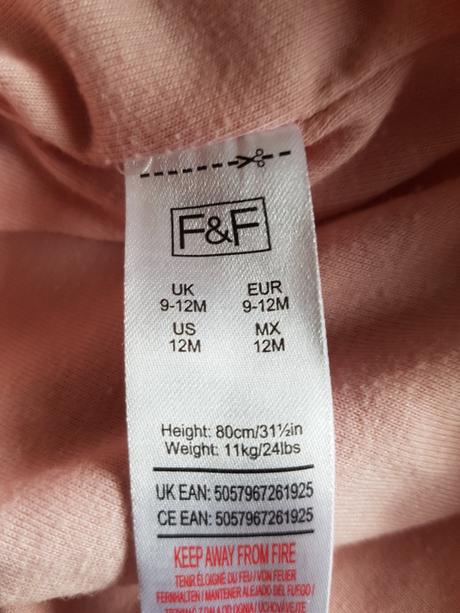 F&F
UK EUR
9-12M 9-12M
US MX
12M 12M
Height: 80cm/31½in
Weight: 11kg/24lbs
UK EAN: 5057967261925
CE EAN: 5057967261925
KEEP AWAY FROM FIRE
TENIR ÉLOIGNÉ DU FEU / VON FEUER
FERNHALTEN / MANTENER ALEJADO DEL FUEGO /
OGNIA / UCHOVÁVEJTE